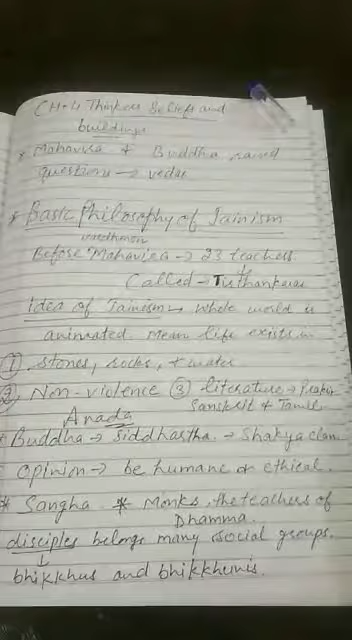 CH-4 Thinkers Beliefs and
buildings
* Mahavira + Buddha raised
questions → vedas
* Basic Philosophy of Jainism
vardhman
Before Mahavira → 23 teachers
Called → Tirthankaras
Idea of Jainism → whole world is
animated. Mean life exists in
① Stones, rocks, + water
② Non-violence ③ literature →
Sanskrit & Tamil
Buddha → Siddhartha → Shakya clan
Opinion → be humane & ethical.
* Sangha * Monks, the teachers of
Dhamma.
disciples belongs many social groups.
↓
bhikkhus and bhikkhunis.